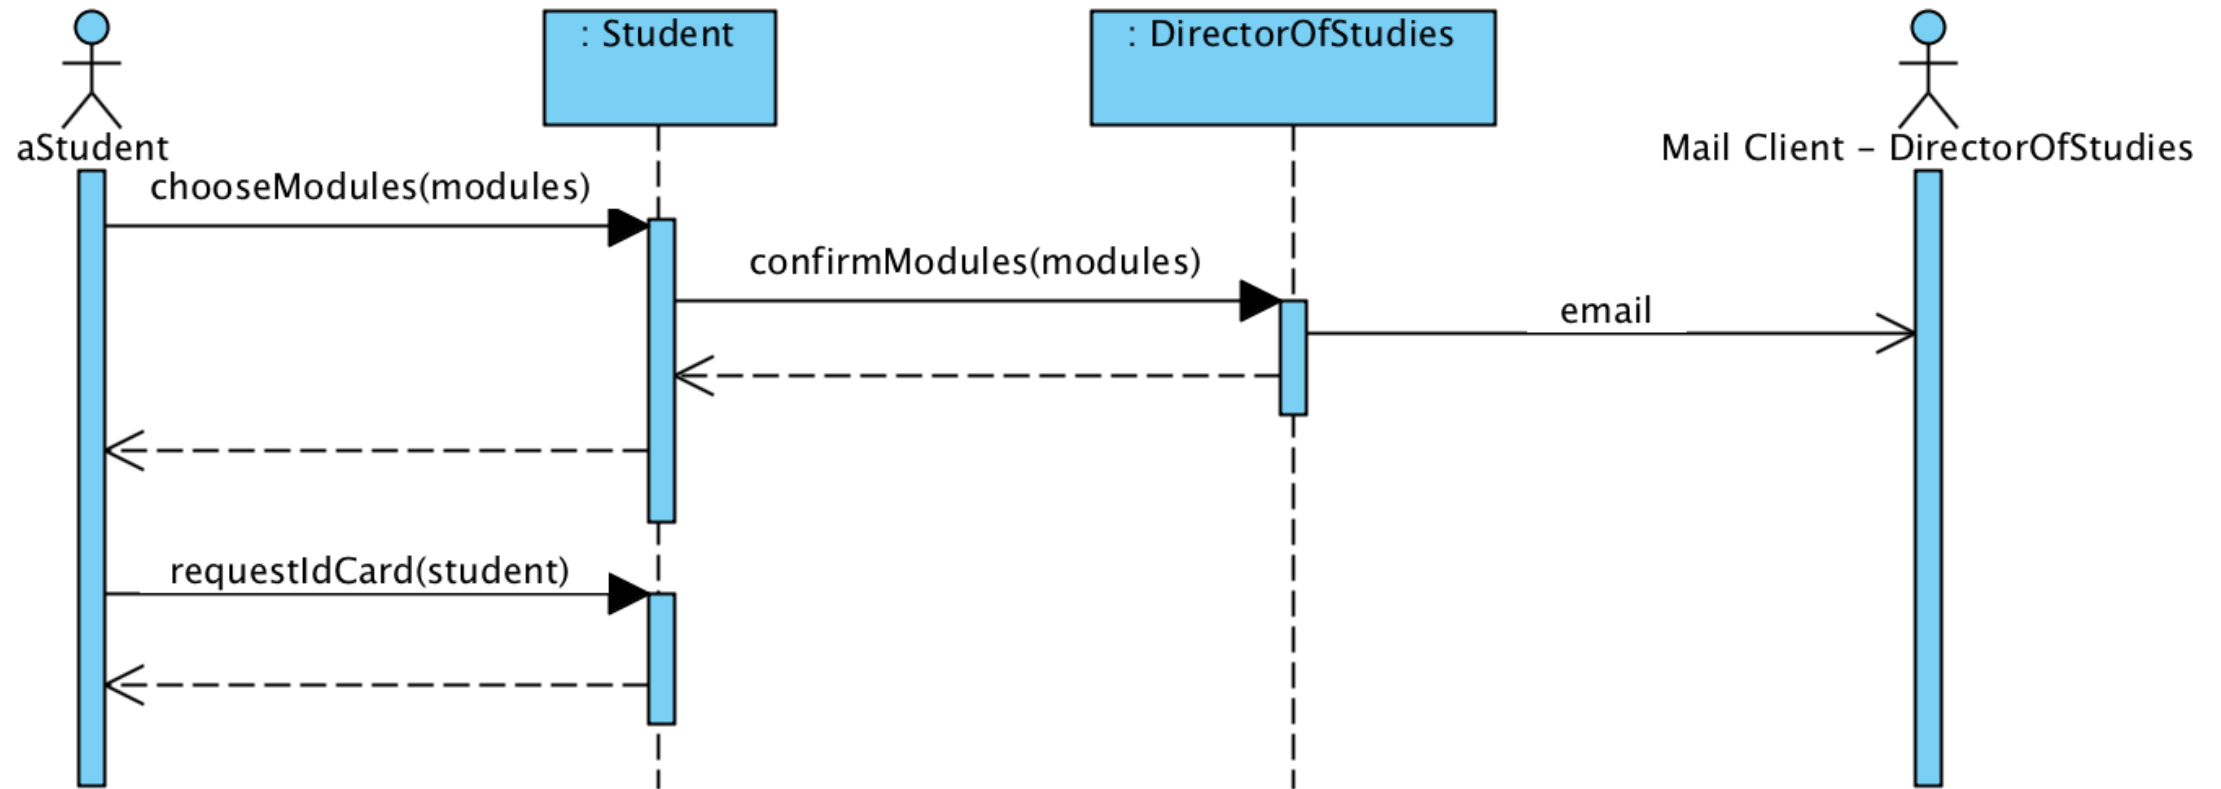 : Student
: DirectorOfStudies
aStudent
Mail Client - DirectorOfStudies
chooseModules(modules)
confirmModules(modules)
email
requestIdCard(student)